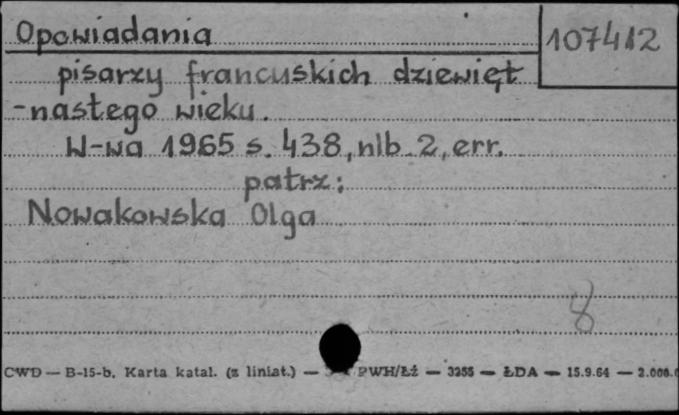 Opowiadania
107412
pisarzy francuskich dziewięt
-nastego wieku.
W-wa 1965 s. 438, nlb. 2, err.
patrz:
Nowakowska Olga
8
CWD — B-15-b. Karta katal. (z liniat.) — PWH/Łź — 3255 — ŁDA — 15.9.64 — 2.000.0